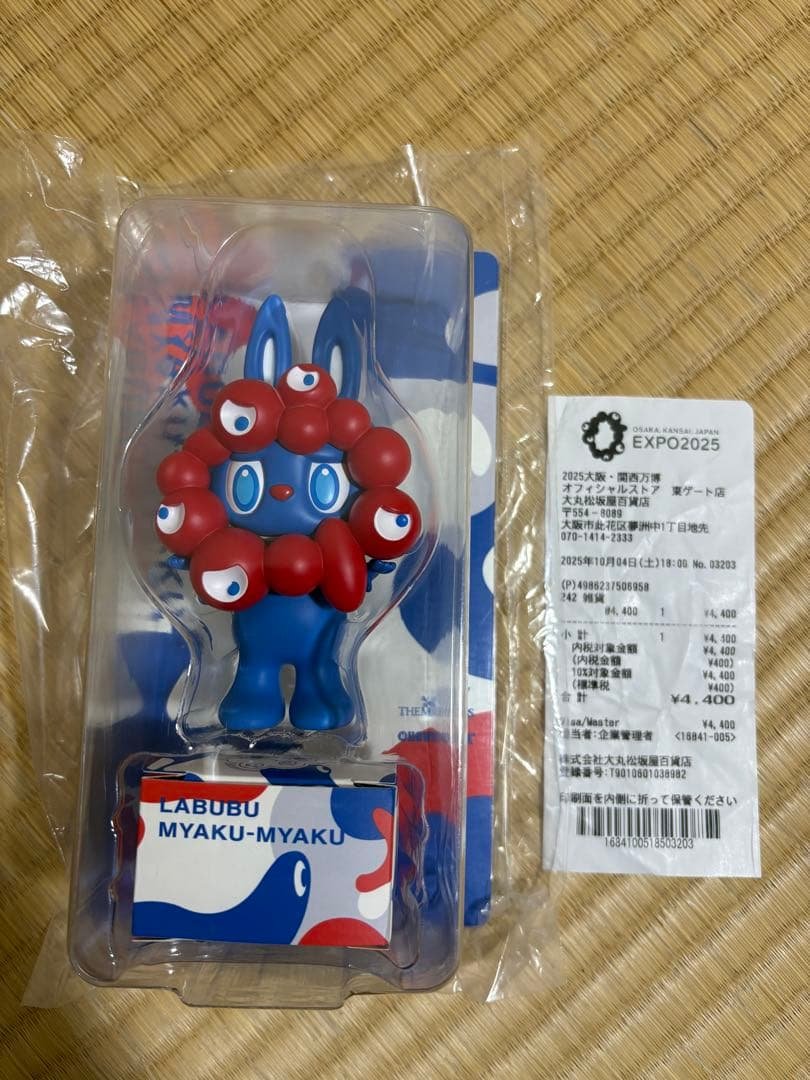 LABUBU
MYAKU-MYAKU
OSAKA, KANSAI, JAPAN
EXPO2025
2025大阪・関西万博
オフィシャルストア 東ゲート店
大丸松坂屋百貨店
〒554-8089
大阪市此花区夢洲中1丁目地先
070-1414-2333
2025年10月04日(土)18:00 No.03203
(P)4986237506958
242 雑貨
@4,400 1 ¥4,400
小 計 1 ¥4,400
内税対象金額 ¥4,400
(内税金額 ¥400)
10%対象金額 ¥4,400
(標準税 ¥400)
合 計 ¥4,400
Visa/Master ¥4,400
担当者:企業管理者 <16841-005>
株式会社大丸松坂屋百貨店
登録番号:T9010601038982
印刷面を内側に折って保管ください
1684100518503203